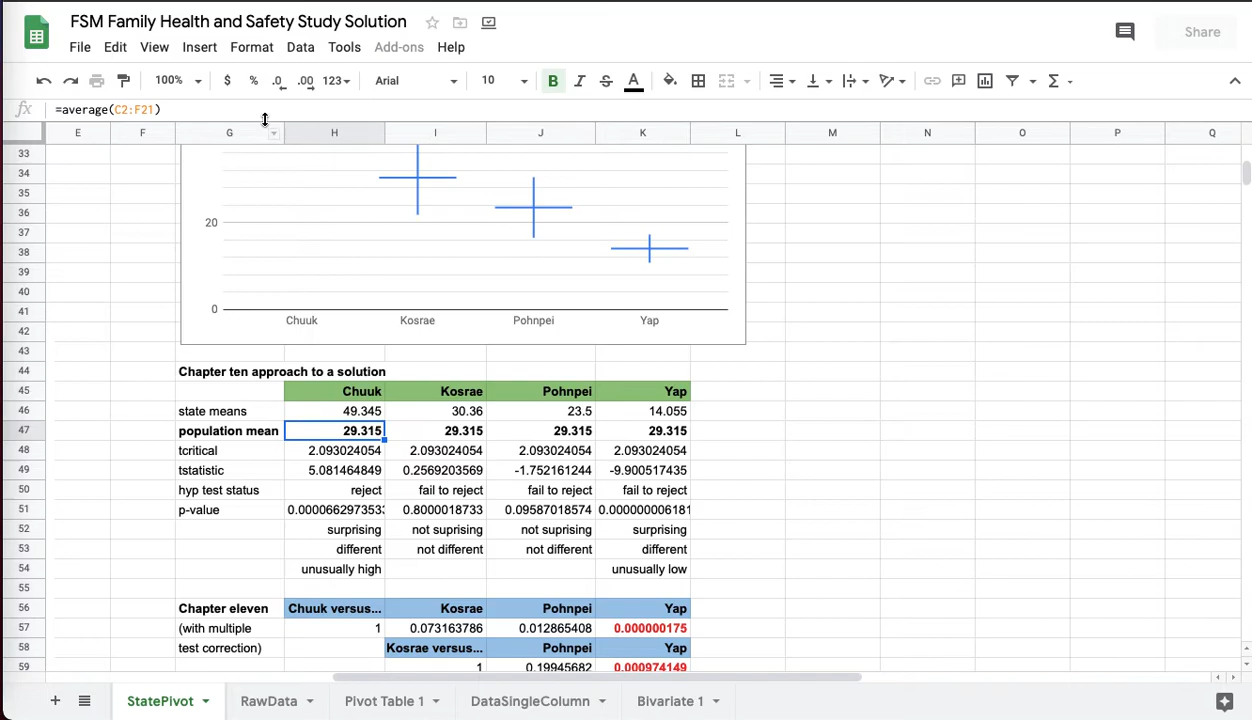 FSM Family Health and Safety Study Solution
Share
File Edit View Insert Format Data Tools Add-ons Help
100% $ % .0 .00 123 Arial 10 B I S A Σ
fx =average(C2:F21)
E F G H I J K L M N O P Q
33
34
35
36 20
37
38
39
40
41 0
42 Chuuk Kosrae Pohnpei Yap
43
44 Chapter ten approach to a solution
45 Chuuk Kosrae Pohnpei Yap
46 state means 49.345 30.36 23.5 14.055
47 population mean 29.315 29.315 29.315 29.315
48 tcritical 2.093024054 2.093024054 2.093024054 2.093024054
49 tstatistic 5.081464849 0.2569203569 -1.752161244 -9.900517435
50 hyp test status reject fail to reject fail to reject fail to reject
51 p-value 0.0000662973533 0.8000018733 0.09587018574 0.000000006181
52 surprising not suprising not suprising surprising
53 different not different not different different
54 unusually high unusually low
55
56 Chapter eleven Chuuk versus... Kosrae Pohnpei Yap
57 (with multiple 1 0.073163786 0.012865408 0.000000175
58 test correction) Kosrae versus... Pohnpei Yap
59 1 0.19945682 0.000974149
+ StatePivot RawData Pivot Table 1 DataSingleColumn Bivariate 1